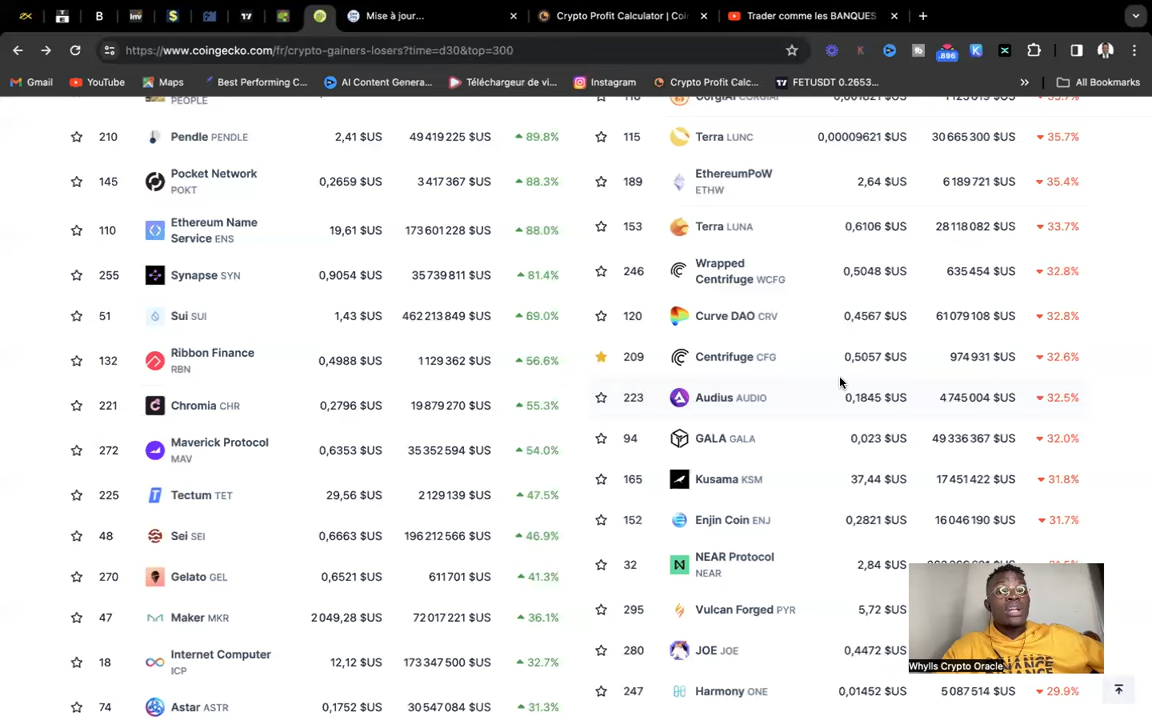 Mise à jour...
Crypto Profit Calculator | Coi
Trader comme les BANQUES
https://www.coingecko.com/fr/crypto-gainers-losers?time=d30&top=300
.896
Gmail
YouTube
Maps
Best Performing C...
AI Content Genera...
Téléchargeur de vi...
Instagram
Crypto Profit Calc...
FETUSDT 0.2653...
All Bookmarks
PEOPLE
210 Pendle PENDLE 2,41 $US 49 419 225 $US 89.8%
145 Pocket Network POKT 0,2659 $US 3 417 367 $US 88.3%
110 Ethereum Name Service ENS 19,61 $US 173 601 228 $US 88.0%
255 Synapse SYN 0,9054 $US 35 739 811 $US 81.4%
51 Sui SUI 1,43 $US 462 213 849 $US 69.0%
132 Ribbon Finance RBN 0,4988 $US 1 129 362 $US 56.6%
221 Chromia CHR 0,2796 $US 19 879 270 $US 55.3%
272 Maverick Protocol MAV 0,6353 $US 35 352 594 $US 54.0%
225 Tectum TET 29,56 $US 2 129 139 $US 47.5%
48 Sei SEI 0,6663 $US 196 212 566 $US 46.9%
270 Gelato GEL 0,6521 $US 611 701 $US 41.3%
47 Maker MKR 2 049,28 $US 72 017 221 $US 36.1%
18 Internet Computer ICP 12,12 $US 173 347 500 $US 32.7%
74 Astar ASTR 0,1752 $US 30 547 084 $US 31.3%
115 Terra LUNC 0,00009621 $US 30 665 300 $US 35.7%
189 EthereumPoW ETHW 2,64 $US 6 189 721 $US 35.4%
153 Terra LUNA 0,6106 $US 28 118 082 $US 33.7%
246 Wrapped Centrifuge WCFG 0,5048 $US 635 454 $US 32.8%
120 Curve DAO CRV 0,4567 $US 61 079 108 $US 32.8%
209 Centrifuge CFG 0,5057 $US 974 931 $US 32.6%
223 Audius AUDIO 0,1845 $US 4 745 004 $US 32.5%
94 GALA GALA 0,023 $US 49 336 367 $US 32.0%
165 Kusama KSM 37,44 $US 17 451 422 $US 31.8%
152 Enjin Coin ENJ 0,2821 $US 16 046 190 $US 31.7%
32 NEAR Protocol NEAR 2,84 $US
295 Vulcan Forged PYR 5,72 $US
280 JOE JOE 0,4472 $US
247 Harmony ONE 0,01452 $US 5 087 514 $US 29.9%
Whylls Crypto Oracle